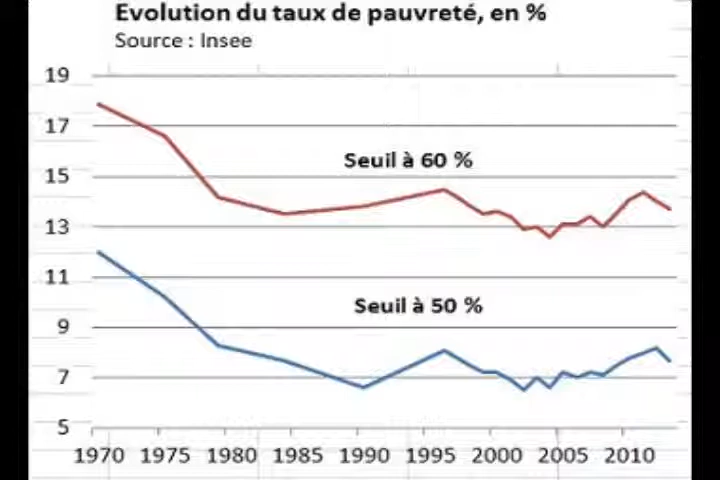 Evolution du taux de pauvreté, en %
Source : Insee
19
17
Seuil à 60 %
15
13
11
Seuil à 50 %
9
7
5
1970 1975 1980 1985 1990 1995 2000 2005 2010